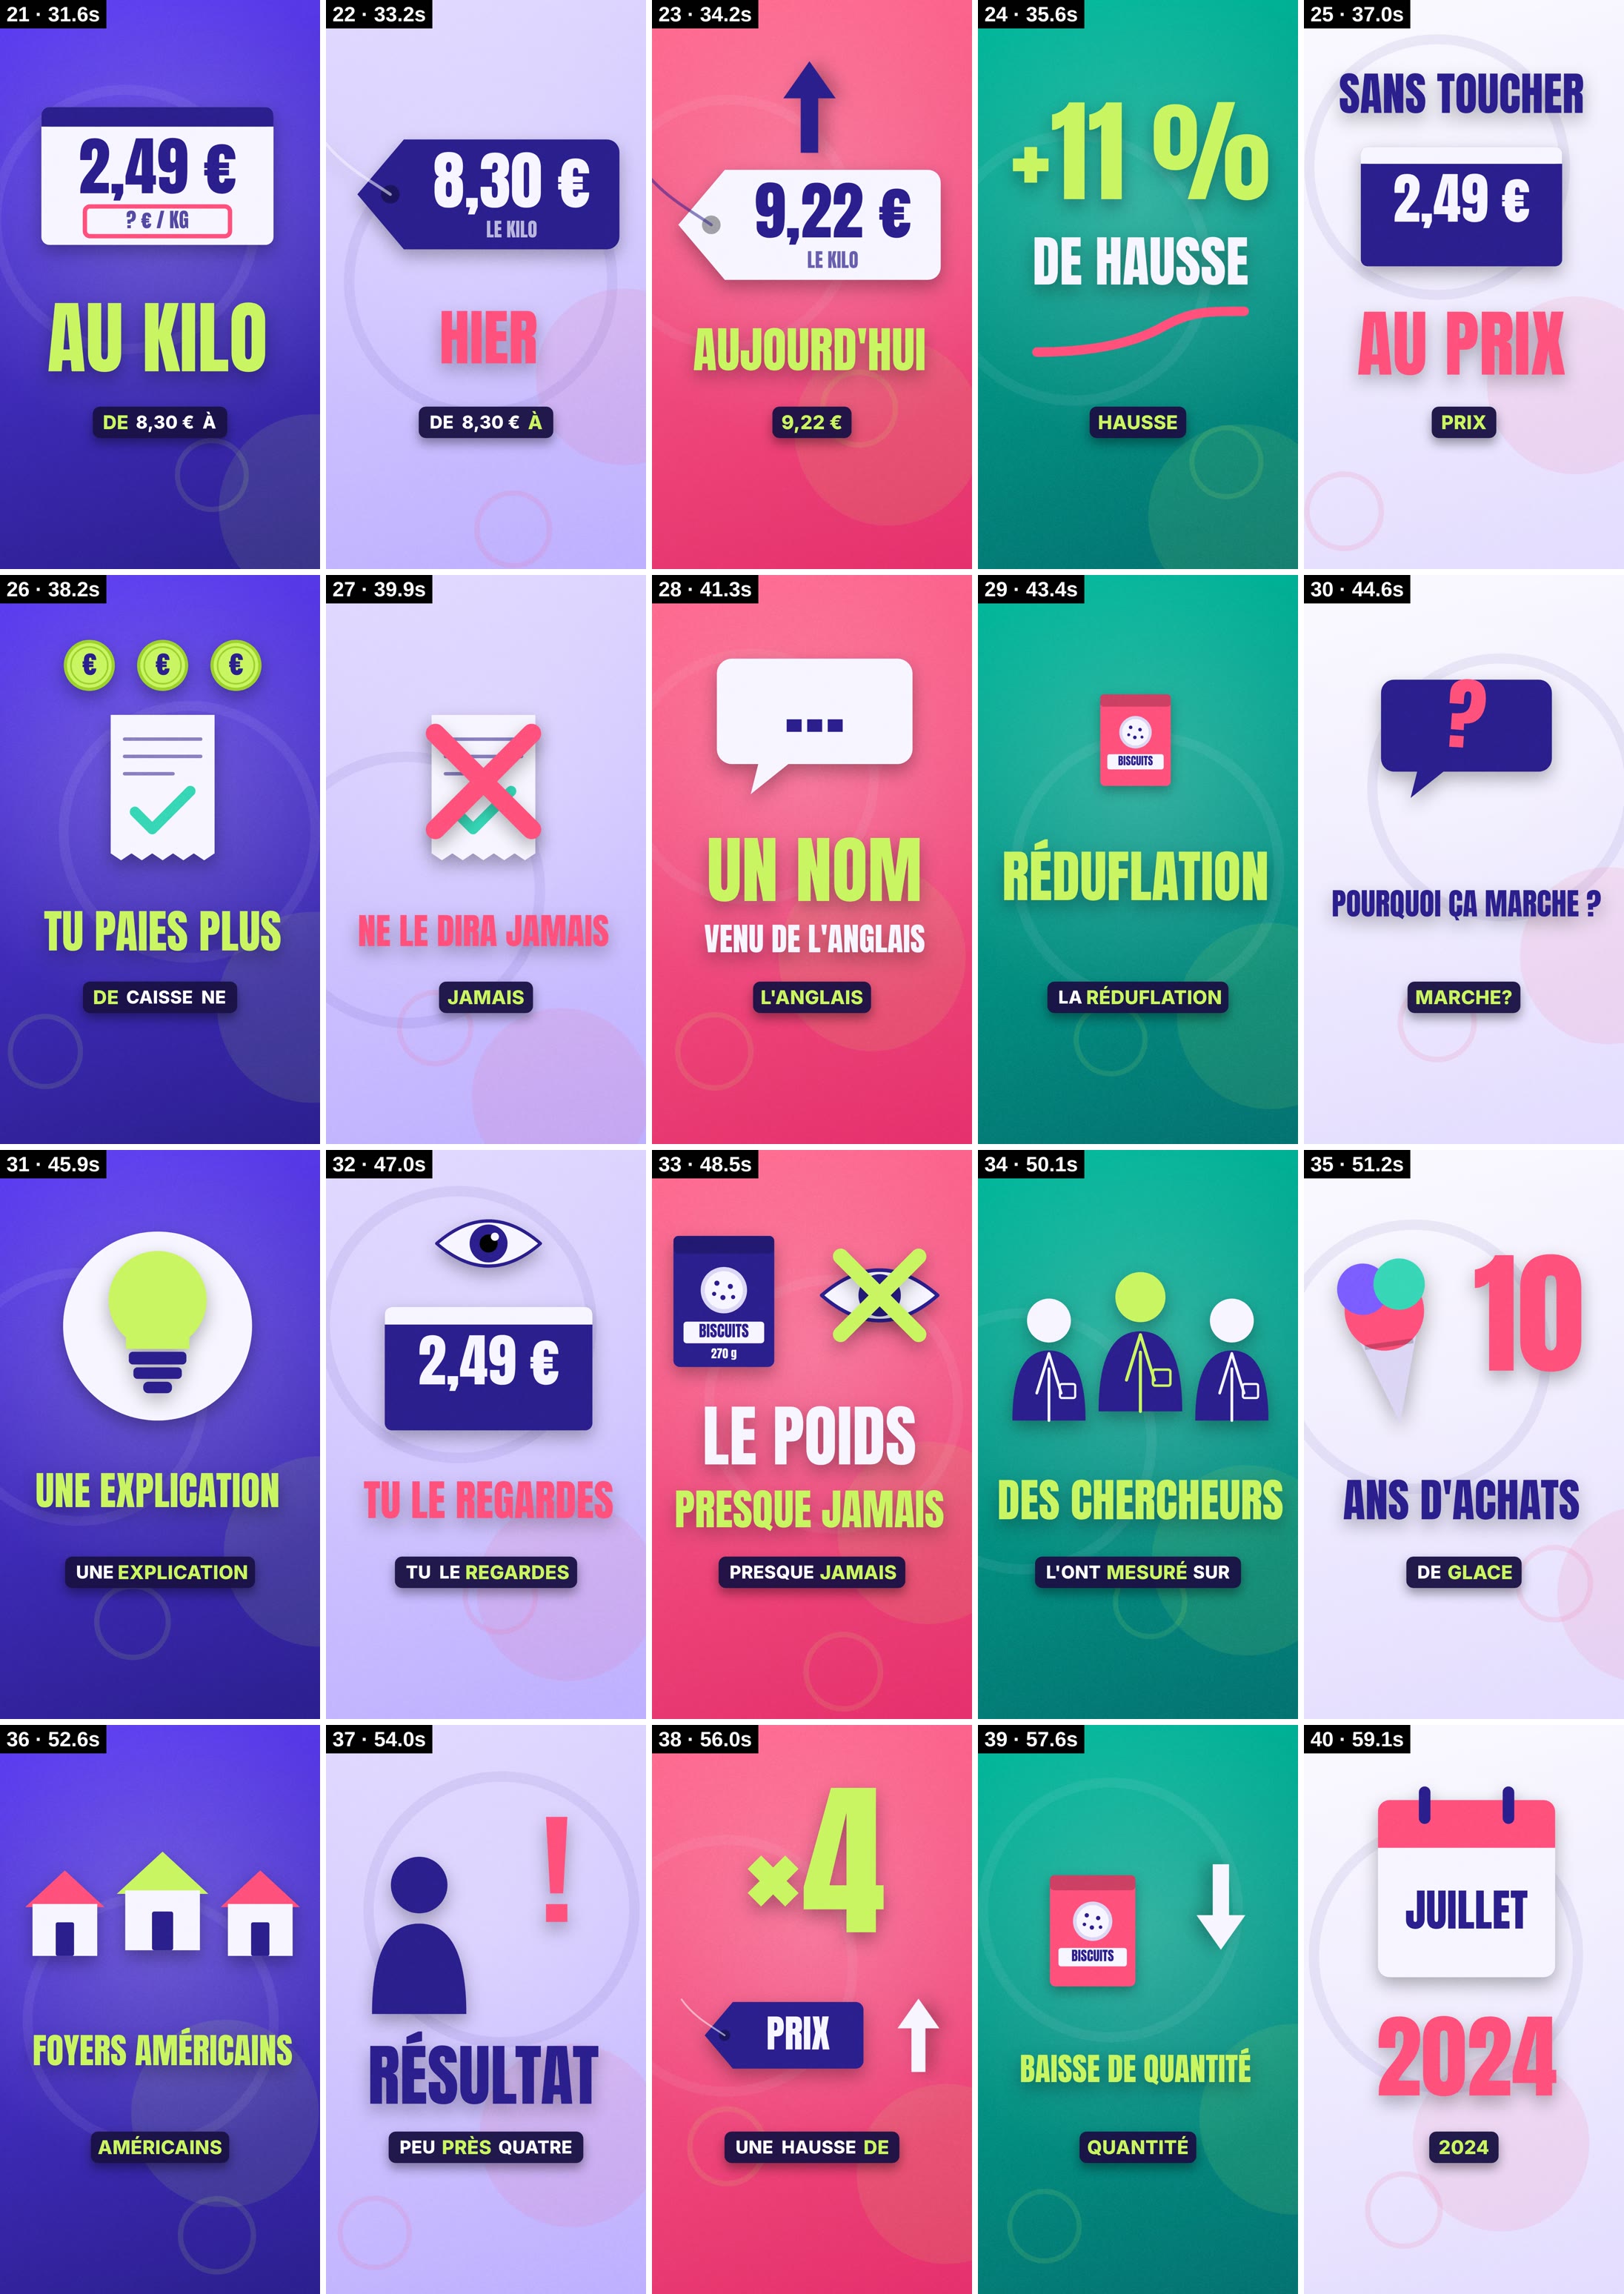 21 · 31.6s
2,49 €
? € / KG
AU KILO
DE 8,30 € À
22 · 33.2s
8,30 €
LE KILO
HIER
DE 8,30 € À
23 · 34.2s
9,22 €
LE KILO
AUJOURD'HUI
9,22 €
24 · 35.6s
+11 %
DE HAUSSE
HAUSSE
25 · 37.0s
SANS TOUCHER
2,49 €
AU PRIX
PRIX
26 · 38.2s
€ € €
TU PAIES PLUS
DE CAISSE NE
27 · 39.9s
NE LE DIRA JAMAIS
JAMAIS
28 · 41.3s
...
UN NOM
VENU DE L'ANGLAIS
L'ANGLAIS
29 · 43.4s
BISCUITS
RÉDUFLATION
LA RÉDUFLATION
30 · 44.6s
?
POURQUOI ÇA MARCHE ?
MARCHE?
31 · 45.9s
UNE EXPLICATION
UNE EXPLICATION
32 · 47.0s
2,49 €
TU LE REGARDES
TU LE REGARDES
33 · 48.5s
BISCUITS
270 g
LE POIDS
PRESQUE JAMAIS
PRESQUE JAMAIS
34 · 50.1s
DES CHERCHEURS
L'ONT MESURÉ SUR
35 · 51.2s
10
ANS D'ACHATS
DE GLACE
36 · 52.6s
FOYERS AMÉRICAINS
AMÉRICAINS
37 · 54.0s
!
RÉSULTAT
PEU PRÈS QUATRE
38 · 56.0s
×4
PRIX
UNE HAUSSE DE
39 · 57.6s
BISCUITS
BAISSE DE QUANTITÉ
QUANTITÉ
40 · 59.1s
JUILLET
2024
2024